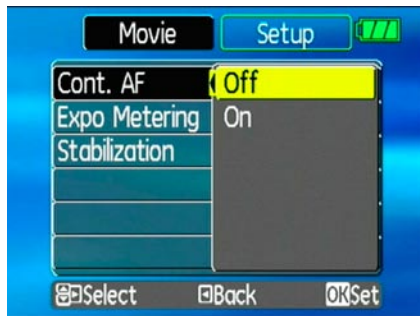 Movie Setup
Cont. AF Off
Expo Metering On
Stabilization
Select Back OK Set